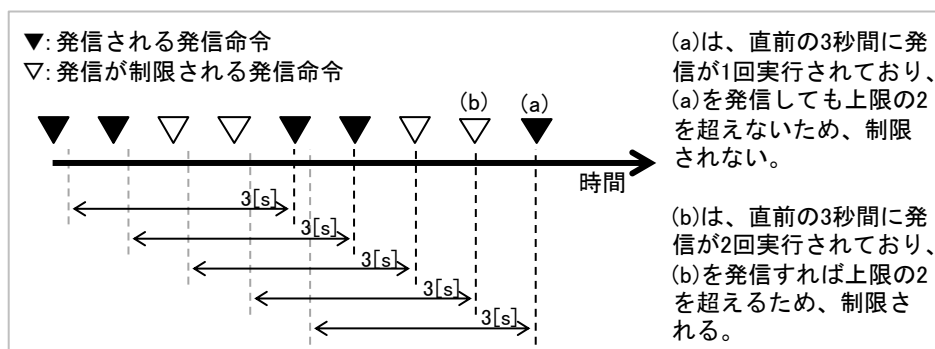 ▼: 発信される発信命令
▽: 発信が制限される発信命令
(b)
(a)
時間
3[s]
3[s]
3[s]
3[s]
3[s]
(a)は、直前の3秒間に発
信が1回実行されており、
(a)を発信しても上限の2
を超えないため、制限
されない。
(b)は、直前の3秒間に発
信が2回実行されており、
(b)を発信すれば上限の2
を超えるため、制限さ
れる。